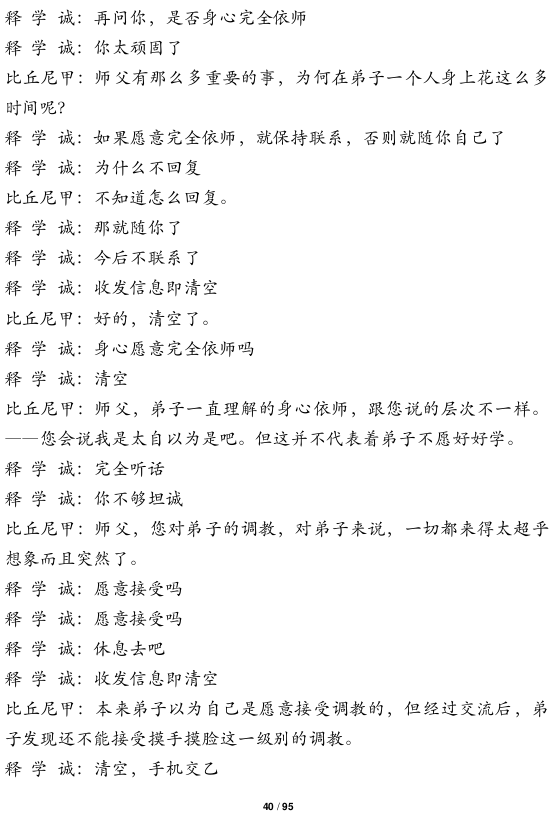 释 学 诚：再问你，是否身心完全依师
释 学 诚：你太顽固了
比丘尼甲：师父有那么多重要的事，为何在弟子一个人身上花这么多
时间呢？
释 学 诚：如果愿意完全依师，就保持联系，否则就随你自己了
释 学 诚：为什么不回复
比丘尼甲：不知道怎么回复。
释 学 诚：那就随你了
释 学 诚：今后不联系了
释 学 诚：收发信息即清空
比丘尼甲：好的，清空了。
释 学 诚：身心愿意完全依师吗
释 学 诚：清空
比丘尼甲：师父，弟子一直理解的身心依师，跟您说的层次不一样。
——您会说我是太自以为是吧。但这并不代表着弟子不愿好好学。
释 学 诚：完全听话
释 学 诚：你不够坦诚
比丘尼甲：师父，您对弟子的调教，对弟子来说，一切都来得太超乎
想象而且突然了。
释 学 诚：愿意接受吗
释 学 诚：愿意接受吗
释 学 诚：休息去吧
释 学 诚：收发信息即清空
比丘尼甲：本来弟子以为自己是愿意接受调教的，但经过交流后，弟
子发现还不能接受摸手摸脸这一级别的调教。
释 学 诚：清空，手机交乙
40 / 95